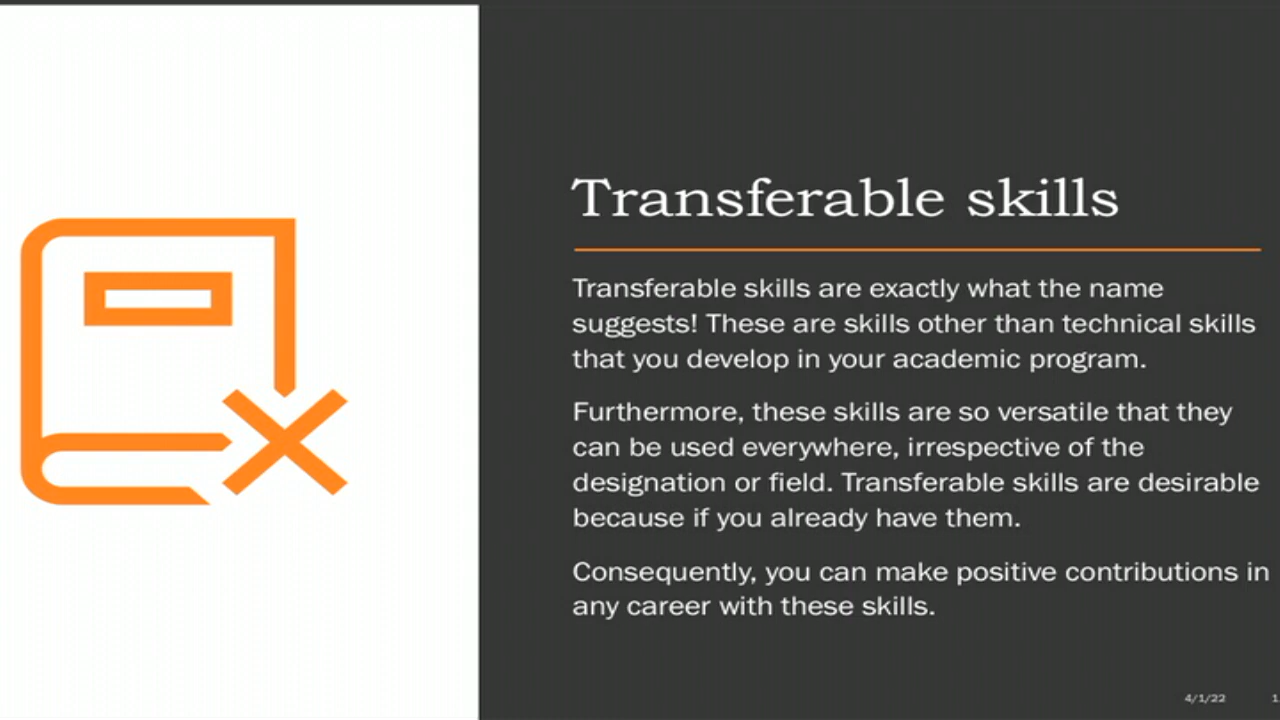 Transferable skills
Transferable skills are exactly what the name
suggests! These are skills other than technical skills
that you develop in your academic program.
Furthermore, these skills are so versatile that they
can be used everywhere, irrespective of the
designation or field. Transferable skills are desirable
because if you already have them.
Consequently, you can make positive contributions in
any career with these skills.
4/1/22